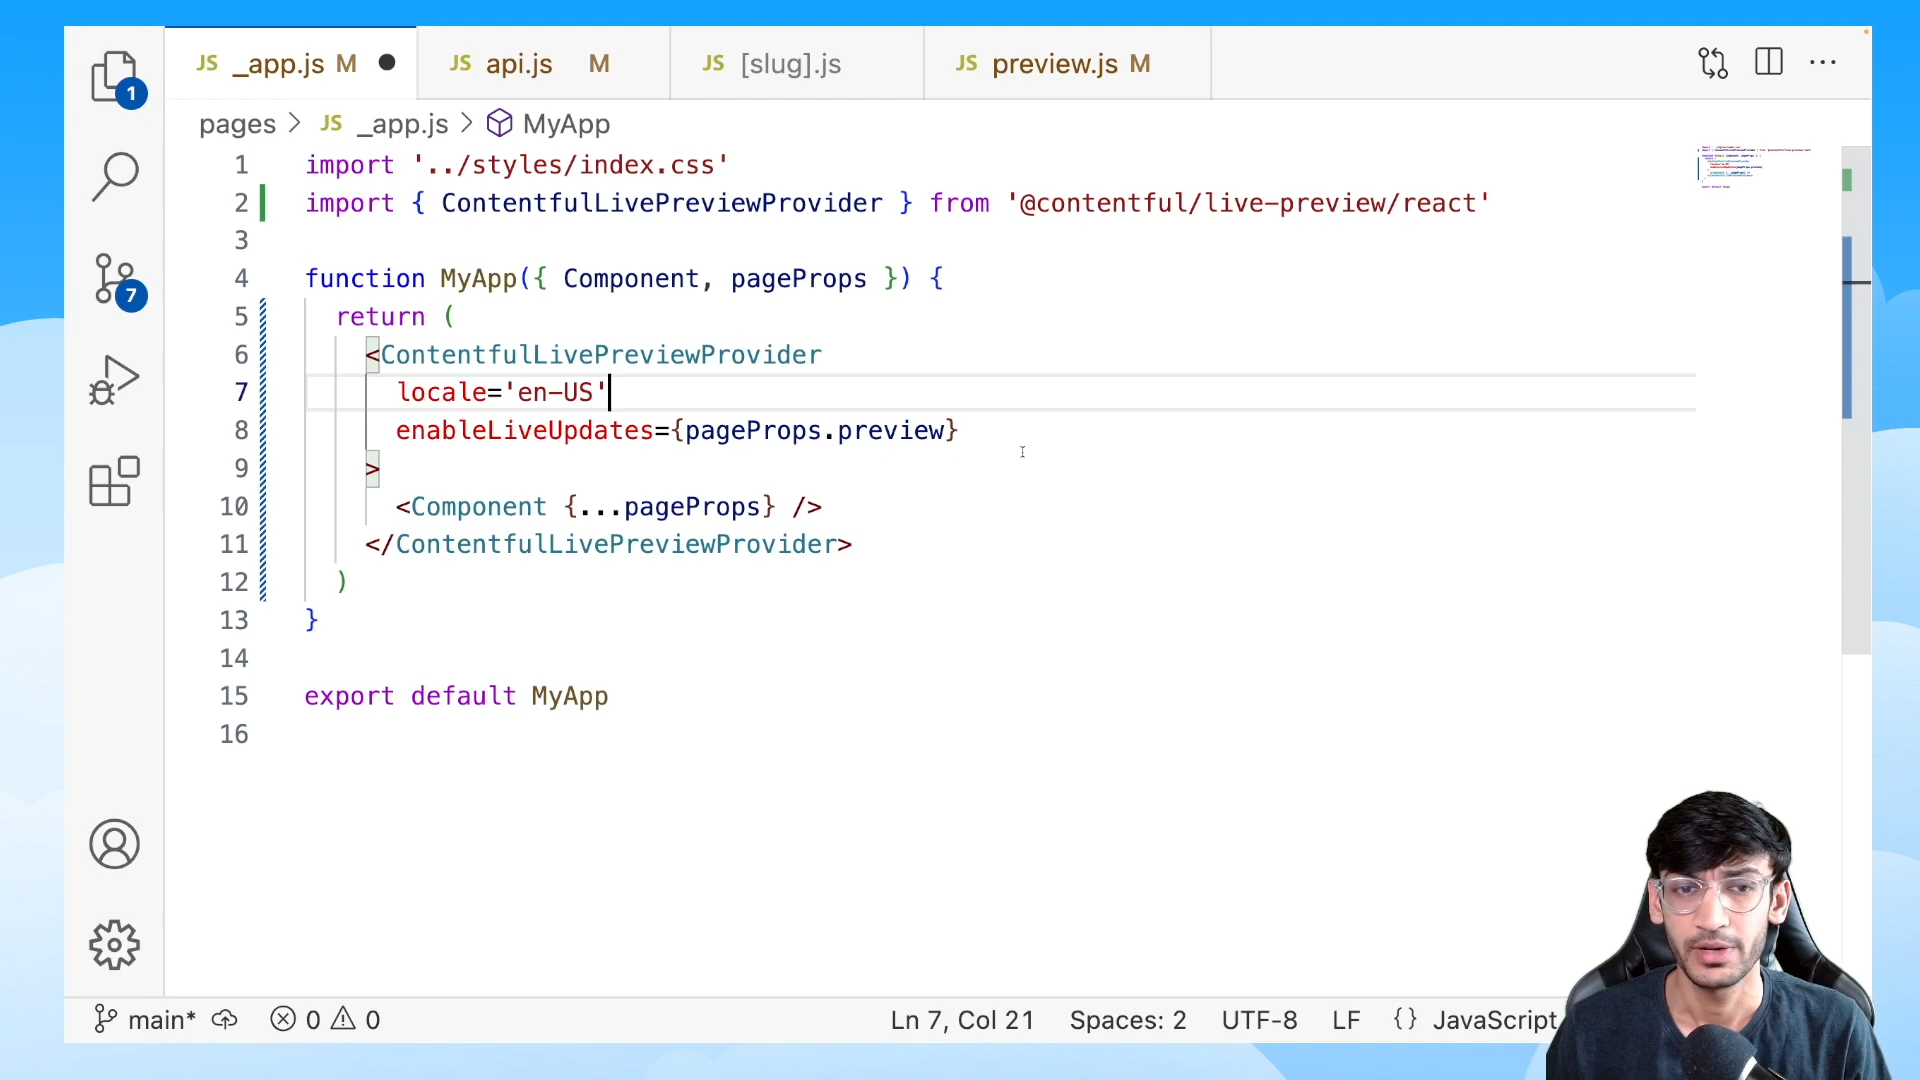 JS _app.js M
JS api.js M
JS [slug].js
JS preview.js M
1
7
pages > JS _app.js > MyApp
1 import '../styles/index.css'
2 import { ContentfulLivePreviewProvider } from '@contentful/live-preview/react'
3
4 function MyApp({ Component, pageProps }) {
5 return (
6 <ContentfulLivePreviewProvider
7 locale='en-US'
8 enableLiveUpdates={pageProps.preview}
9 >
10 <Component {...pageProps} />
11 </ContentfulLivePreviewProvider>
12 )
13 }
14
15 export default MyApp
16
main* 0 0 Ln 7, Col 21 Spaces: 2 UTF-8 LF {} JavaScript